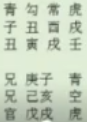 青 勾 常 虎
子 丑 酉 戌
丑 寅 戌 壬
兄 庚 子 青
兄 己 亥 空
官 戊 戌 虎